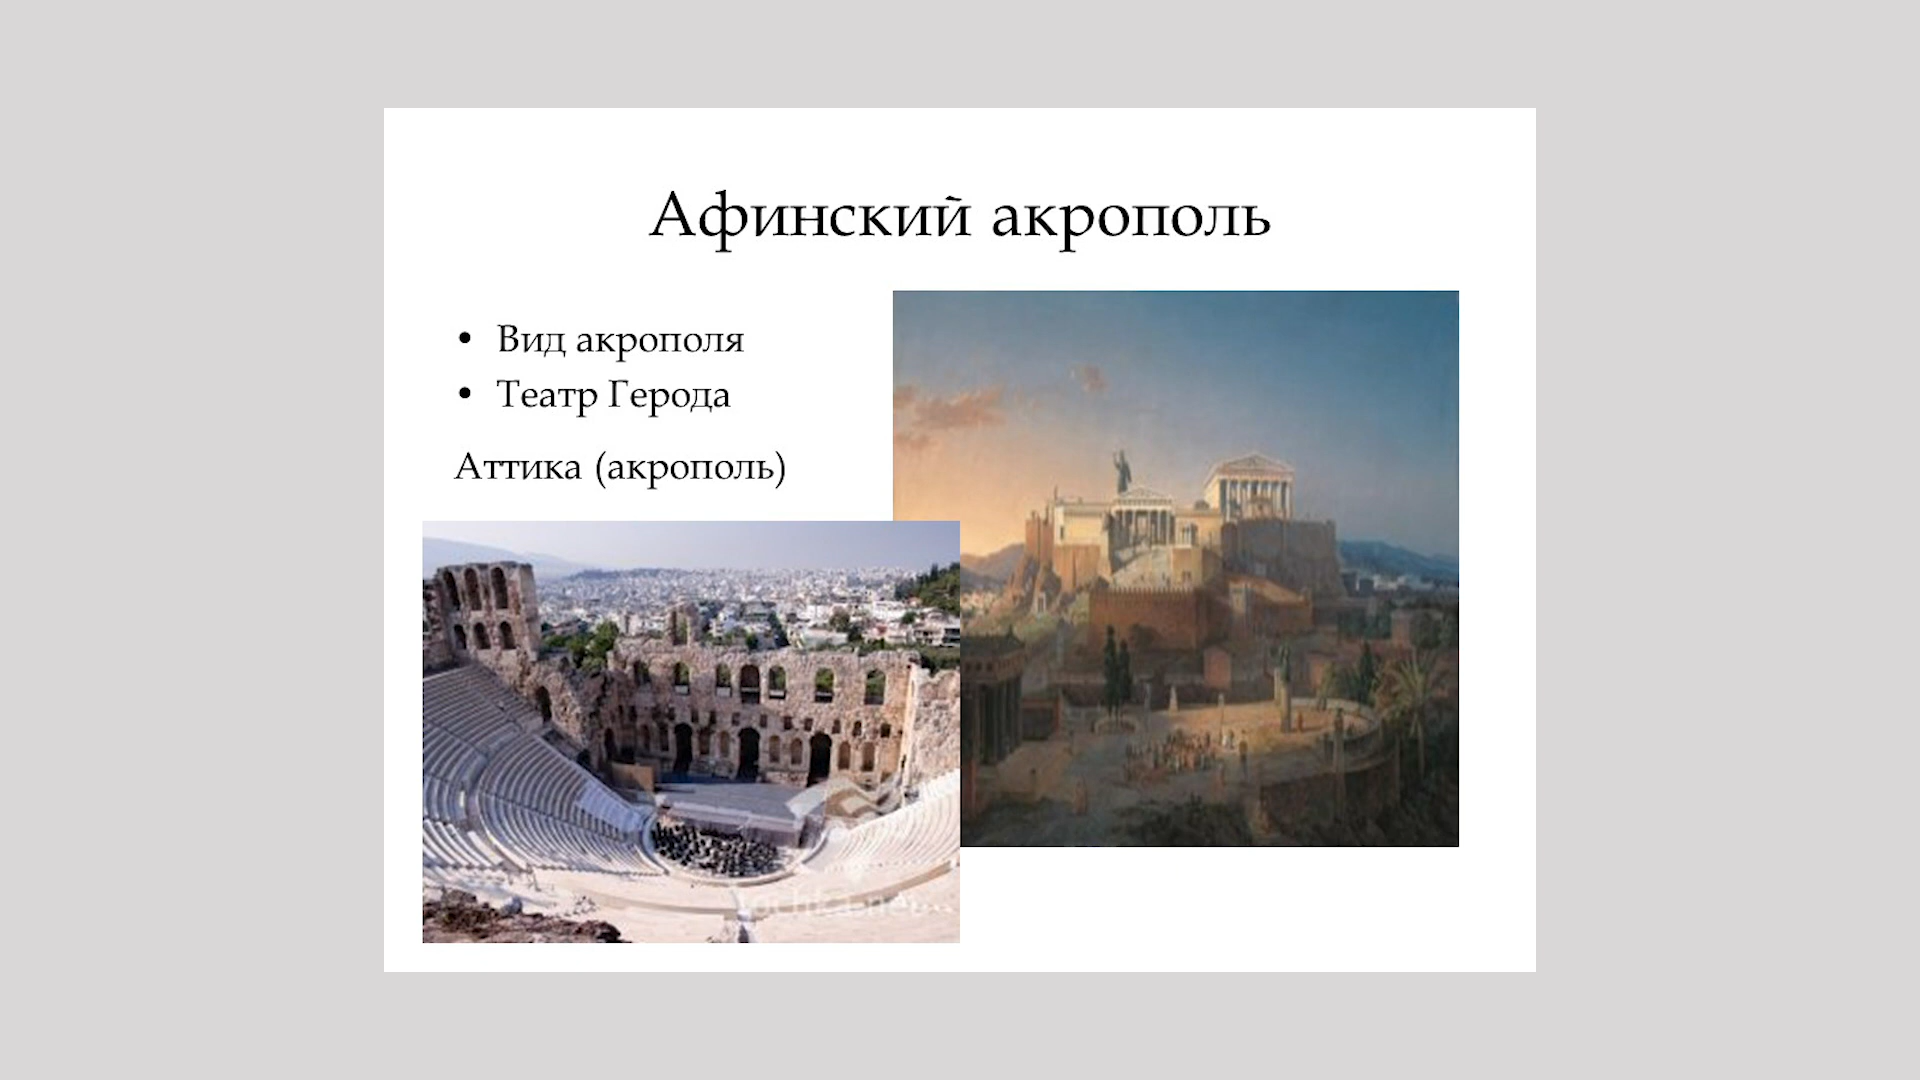 Афинский акрополь
• Вид акрополя
• Театр Герода
Аттика (акрополь)